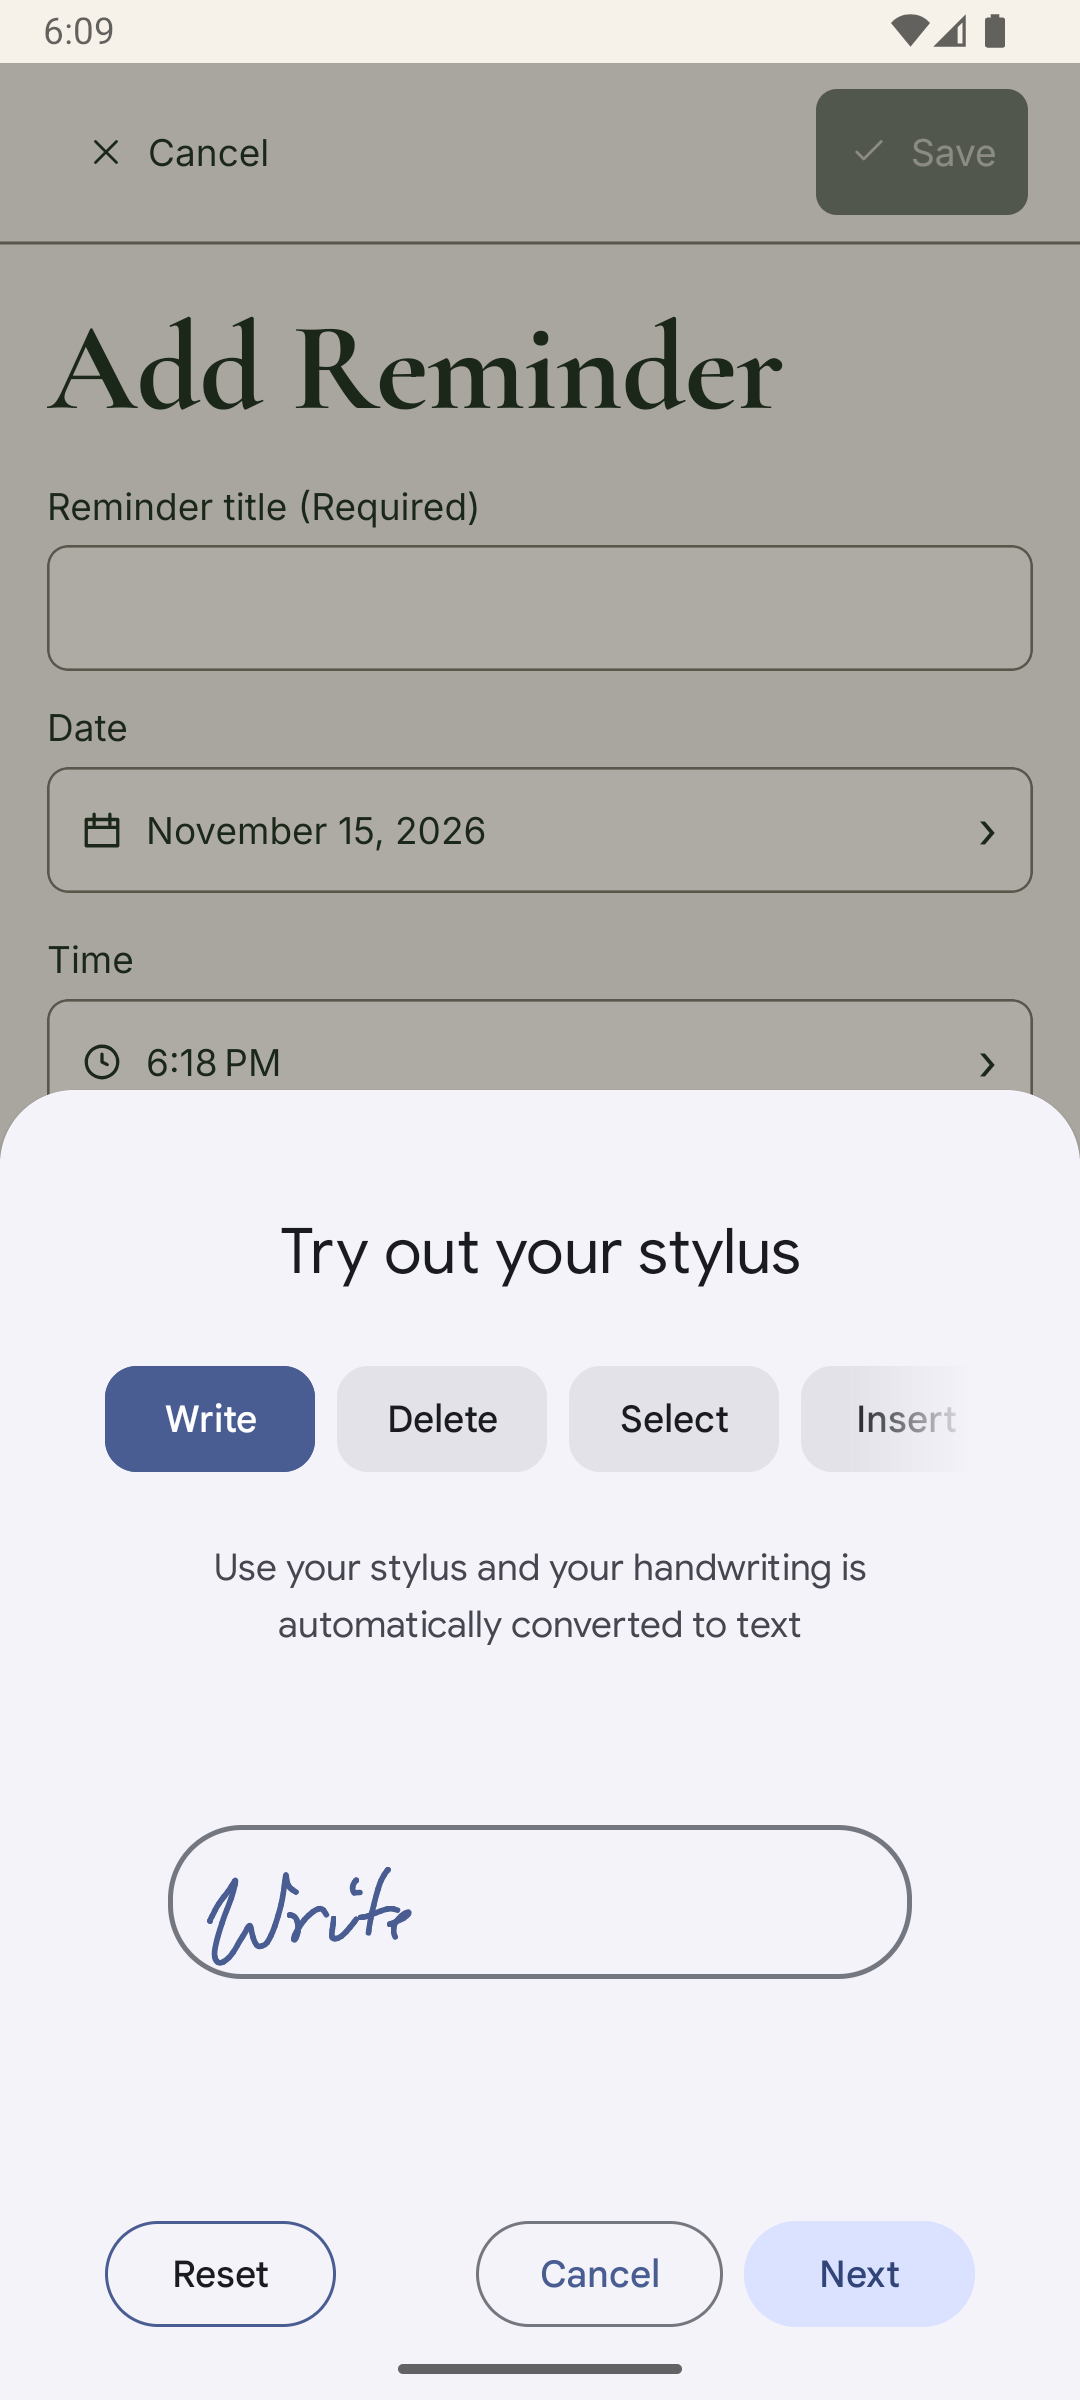 6:09
Cancel
Save
Add Reminder
Reminder title (Required)
Date
November 15, 2026
Time
6:18 PM
Try out your stylus
Write
Delete
Select
Insert
Use your stylus and your handwriting is
automatically converted to text
Write
Reset
Cancel
Next